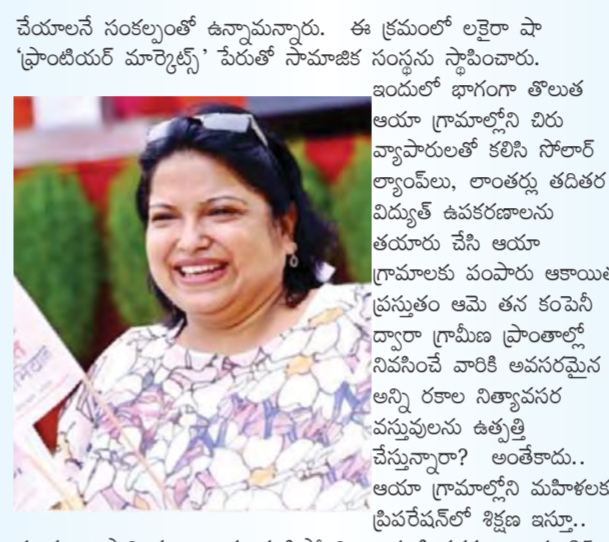 చేయాలనే సంకల్పంతో ఉన్నామన్నారు. ఈ క్రమంలో లకైరా షా
‘ఫ్రాంటియర్ మార్కెట్స్’ పేరుతో సామాజిక సంస్థను స్థాపించారు.
ఇందులో భాగంగా తొలుత
ఆయా గ్రామాల్లోని చిరు
వ్యాపారులతో కలిసి సోలార్
ల్యాంప్‌లు, లాంతర్లు తదితర
విద్యుత్ ఉపకరణాలను
తయారు చేసి ఆయా
గ్రామాలకు పంపారు ఆకాయిత
ప్రస్తుతం ఆమె తన కంపెనీ
ద్వారా గ్రామీణ ప్రాంతాల్లో
నివసించే వారికి అవసరమైన
అన్ని రకాల నిత్యావసర
వస్తువులను ఉత్పత్తి
చేస్తున్నారా? అంతేకాదు..
ఆయా గ్రామాల్లోని మహిళలక
ప్రిపరేషన్‌లో శిక్షణ ఇస్తూ..